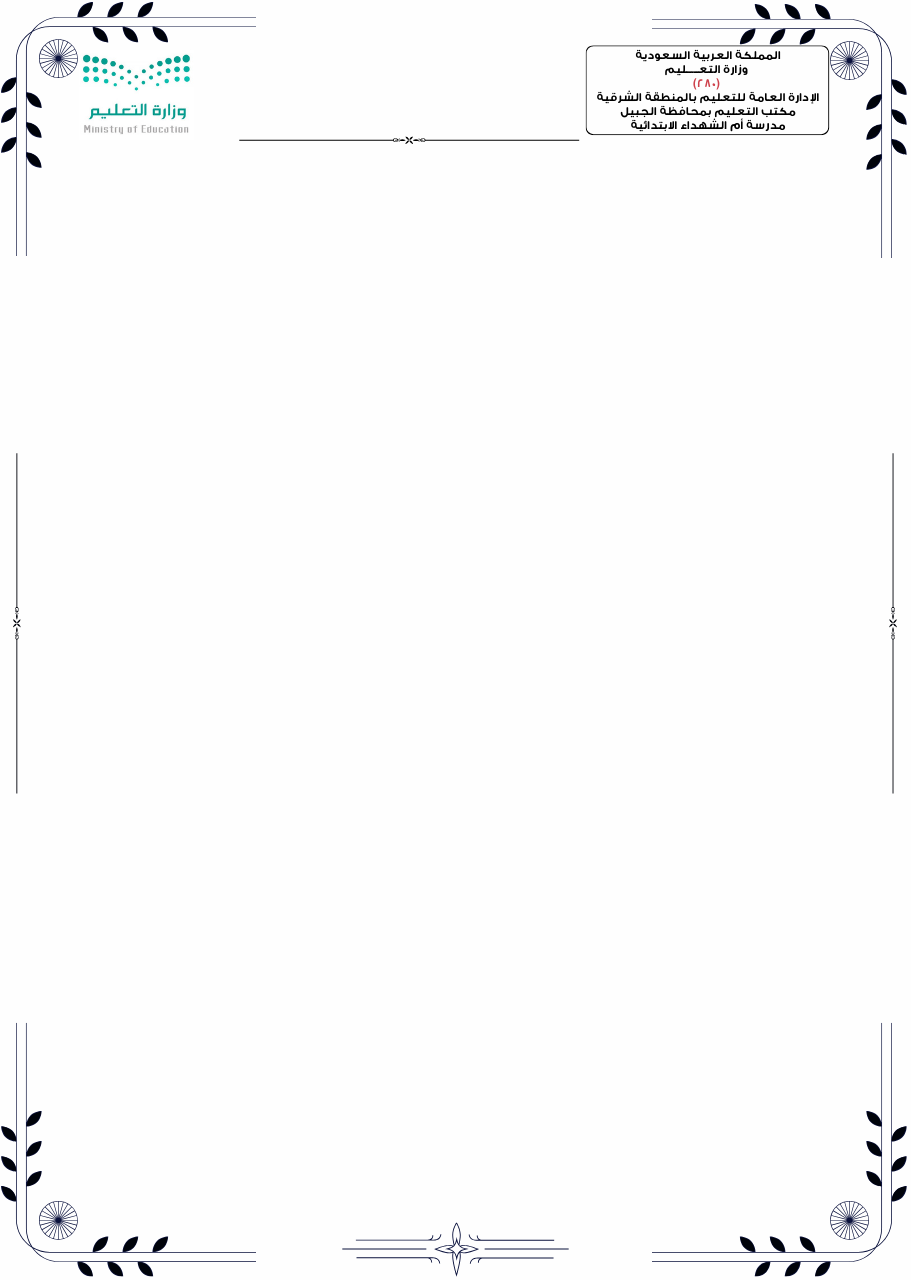 المملكة العربية السعودية
وزارة التعـــليم
(٢٨٠)
الإدارة العامة للتعليم بالمنطقة الشرقية
مكتب التعليم بمحافظة الجبيل
مدرسة أم الشهداء الابتدائية
وزارة التعليم
Ministry of Education